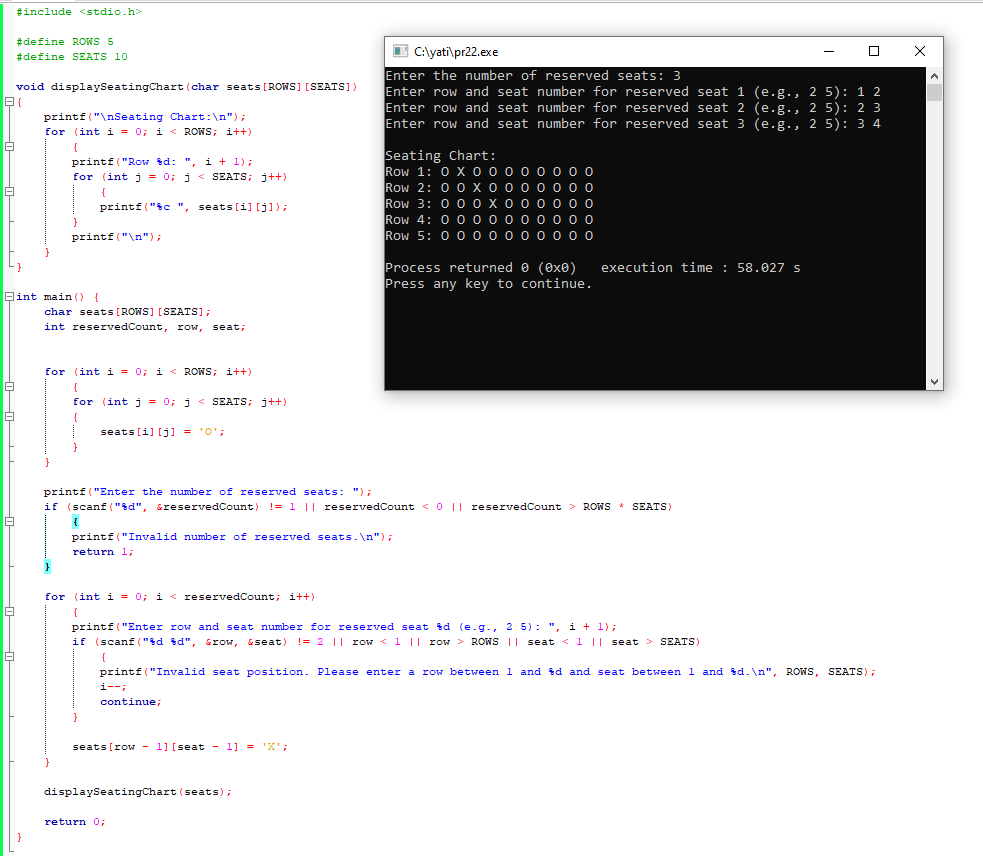 #include <stdio.h>

#define ROWS 5
#define SEATS 10

void displaySeatingChart(char seats[ROWS][SEATS])
{
    printf("\nSeating Chart:\n");
    for (int i = 0; i < ROWS; i++)
        {
        printf("Row %d: ", i + 1);
        for (int j = 0; j < SEATS; j++)
            {
            printf("%c ", seats[i][j]);
        }
        printf("\n");
    }
}

int main() {
    char seats[ROWS][SEATS];
    int reservedCount, row, seat;


    for (int i = 0; i < ROWS; i++)
        {
        for (int j = 0; j < SEATS; j++)
        {
            seats[i][j] = 'O';
        }
    }

    printf("Enter the number of reserved seats: ");
    if (scanf("%d", &reservedCount) != 1 || reservedCount < 0 || reservedCount > ROWS * SEATS)
        {
        printf("Invalid number of reserved seats.\n");
        return 1;
    }

    for (int i = 0; i < reservedCount; i++)
        {
        printf("Enter row and seat number for reserved seat %d (e.g., 2 5): ", i + 1);
        if (scanf("%d %d", &row, &seat) != 2 || row < 1 || row > ROWS || seat < 1 || seat > SEATS)
            {
            printf("Invalid seat position. Please enter a row between 1 and %d and seat between 1 and %d.\n", ROWS, SEATS);
            i--;
            continue;
        }

        seats[row - 1][seat - 1] = 'X';
    }

    displaySeatingChart(seats);

    return 0;
}
C:\yati\pr22.exe
Enter the number of reserved seats: 3
Enter row and seat number for reserved seat 1 (e.g., 2 5): 1 2
Enter row and seat number for reserved seat 2 (e.g., 2 5): 2 3
Enter row and seat number for reserved seat 3 (e.g., 2 5): 3 4

Seating Chart:
Row 1: O X O O O O O O O O
Row 2: O O X O O O O O O O
Row 3: O O O X O O O O O O
Row 4: O O O O O O O O O O
Row 5: O O O O O O O O O O

Process returned 0 (0x0)   execution time : 58.027 s
Press any key to continue.